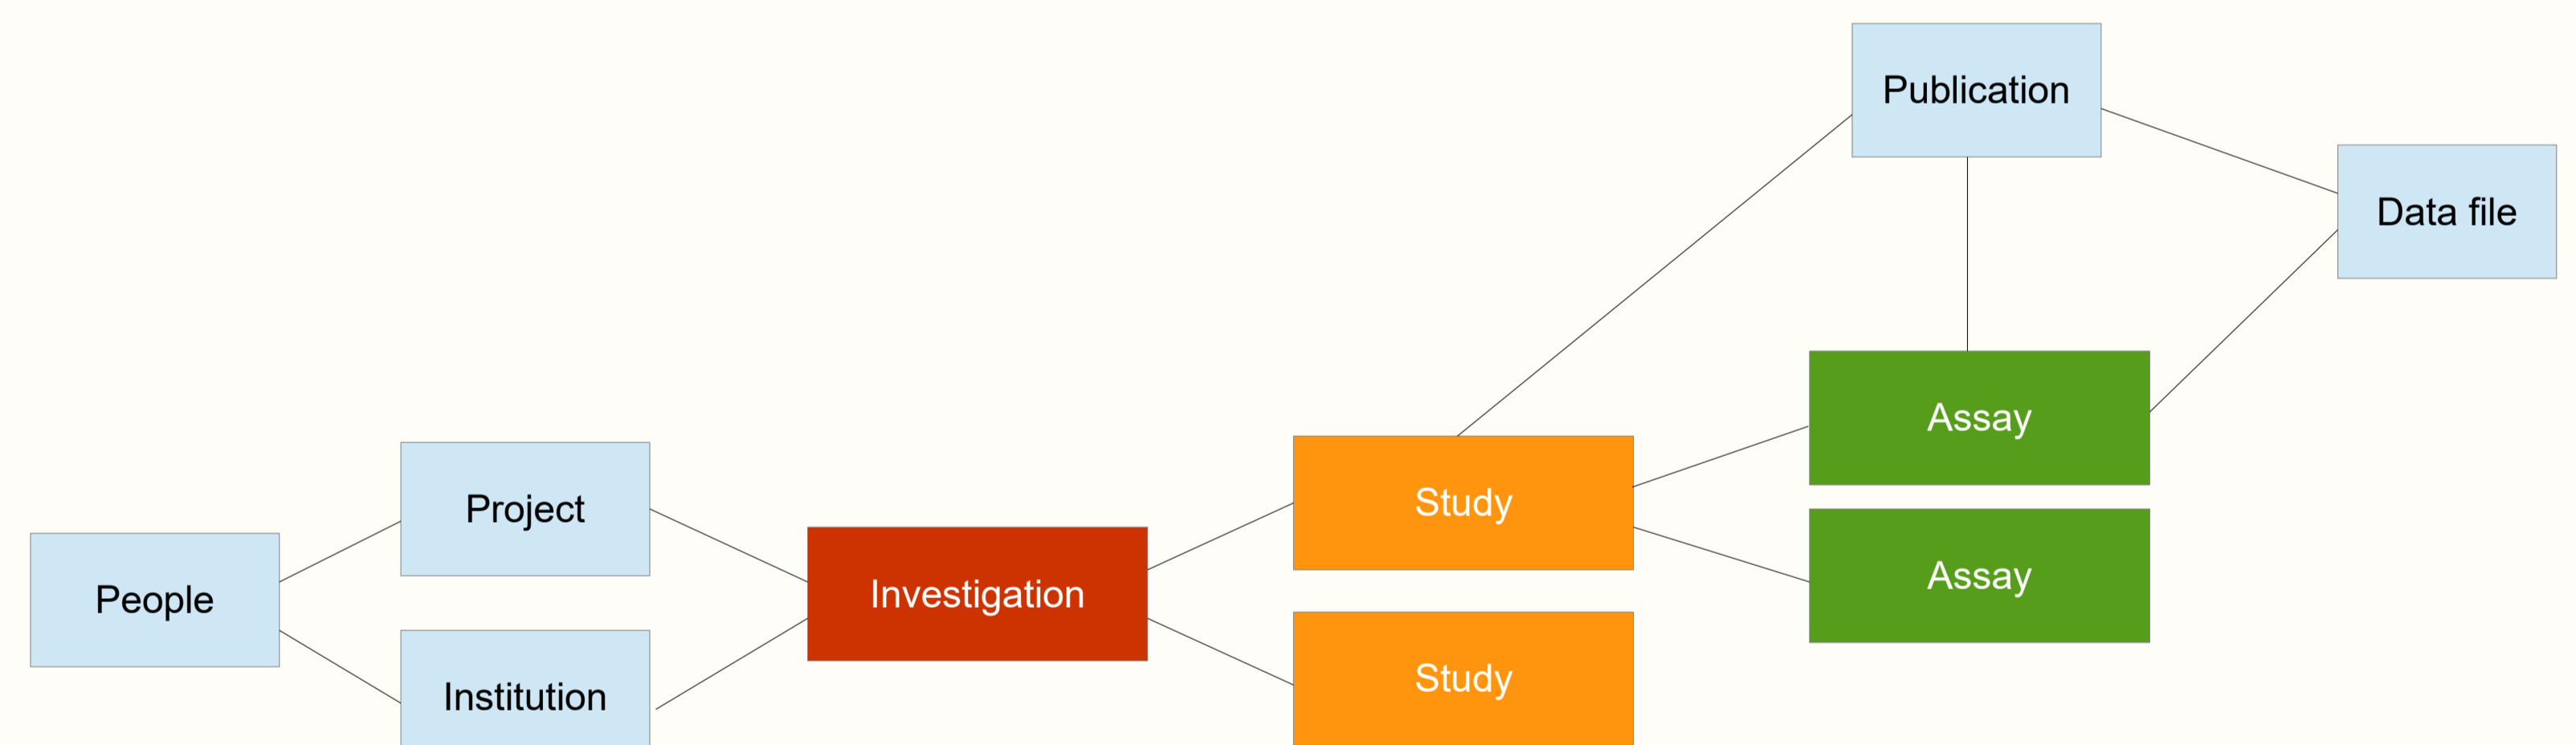 Publication
Data file
Assay
Project
Study
Assay
Investigation
People
Study
Institution